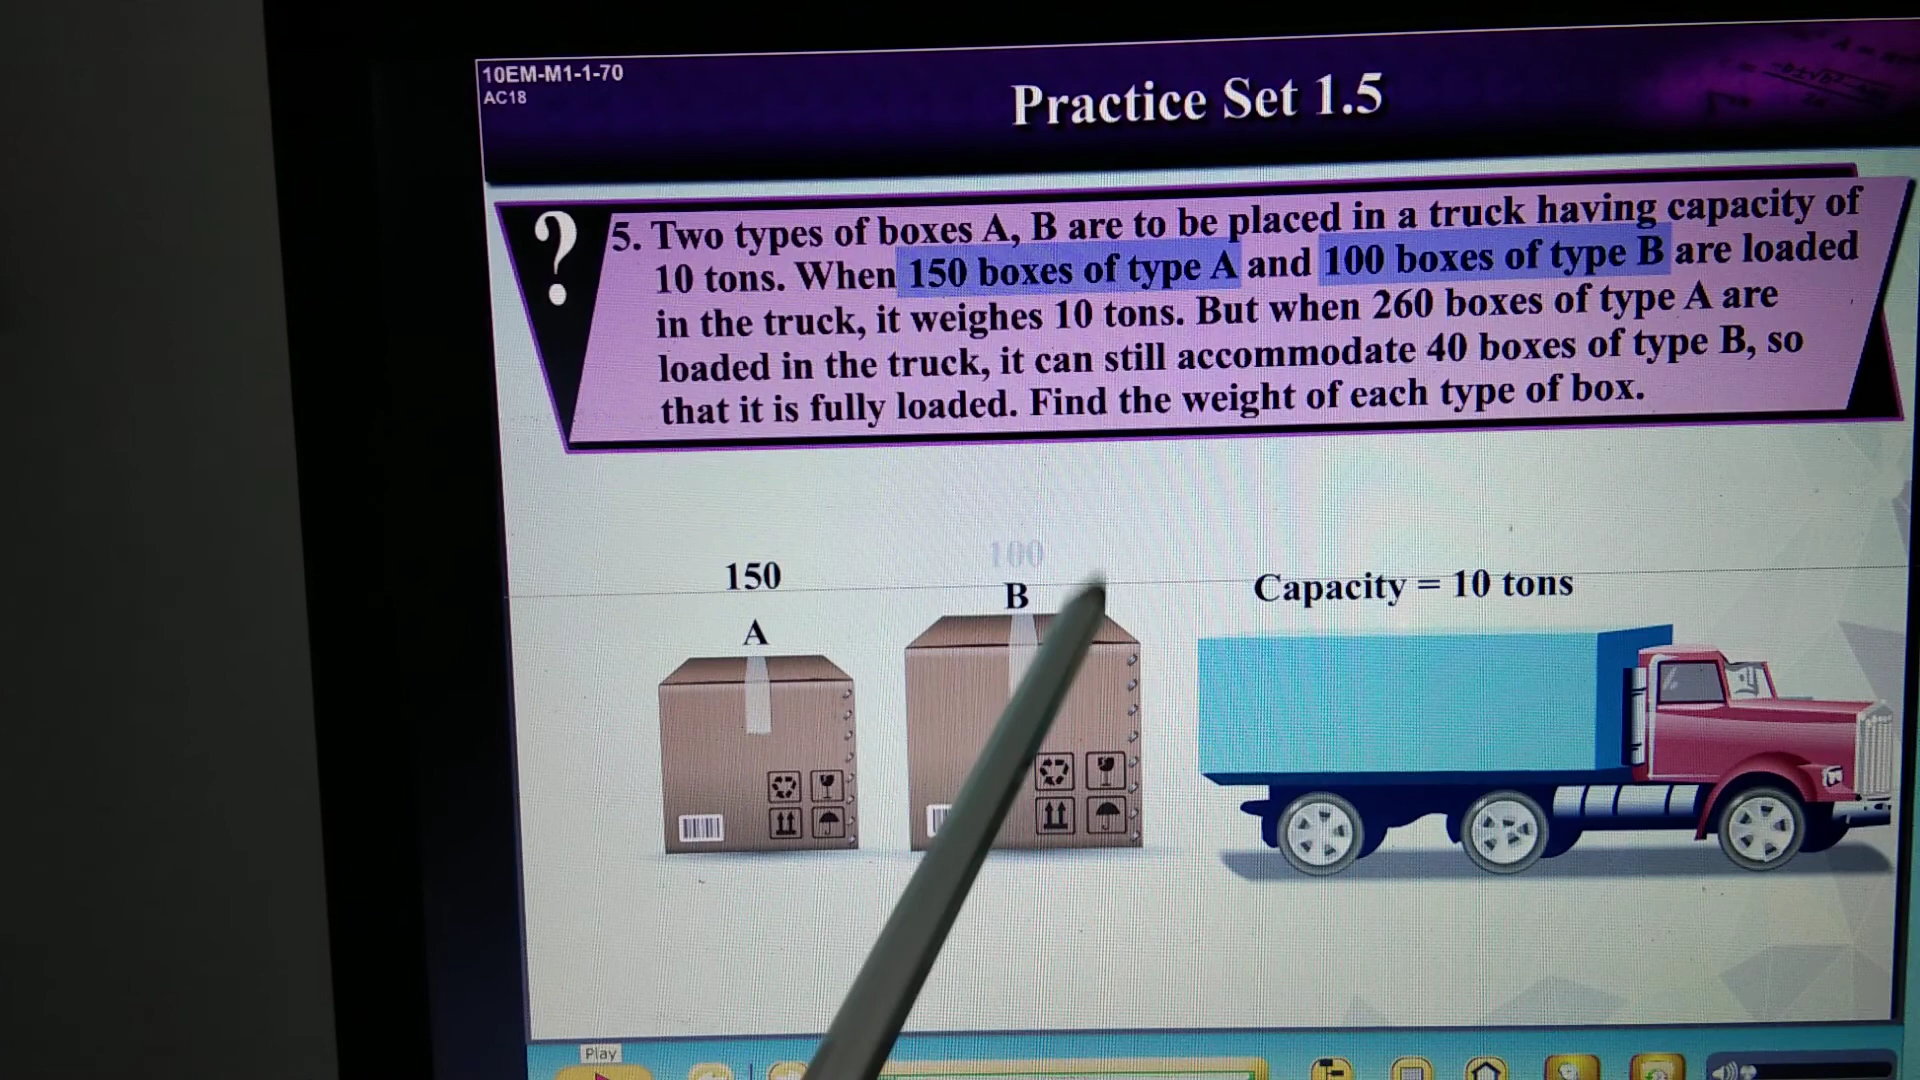 10EM-M1-1-70
AC18
Practice Set 1.5
?
5. Two types of boxes A, B are to be placed in a truck having capacity of
10 tons. When 150 boxes of type A and 100 boxes of type B are loaded
in the truck, it weighes 10 tons. But when 260 boxes of type A are
loaded in the truck, it can still accommodate 40 boxes of type B, so
that it is fully loaded. Find the weight of each type of box.
150
100
Capacity = 10 tons
A
B
Play